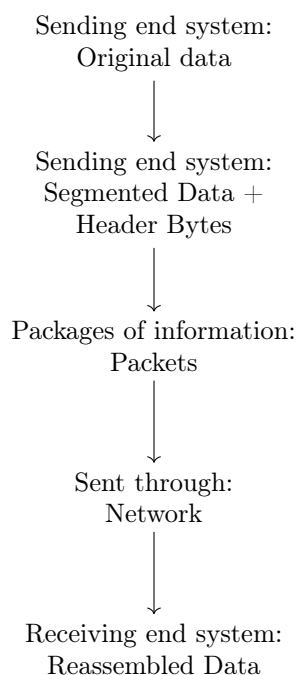 Sending end system:
Original data
Sending end system:
Segmented Data +
Header Bytes
Packages of information:
Packets
Sent through:
Network
Receiving end system:
Reassembled Data